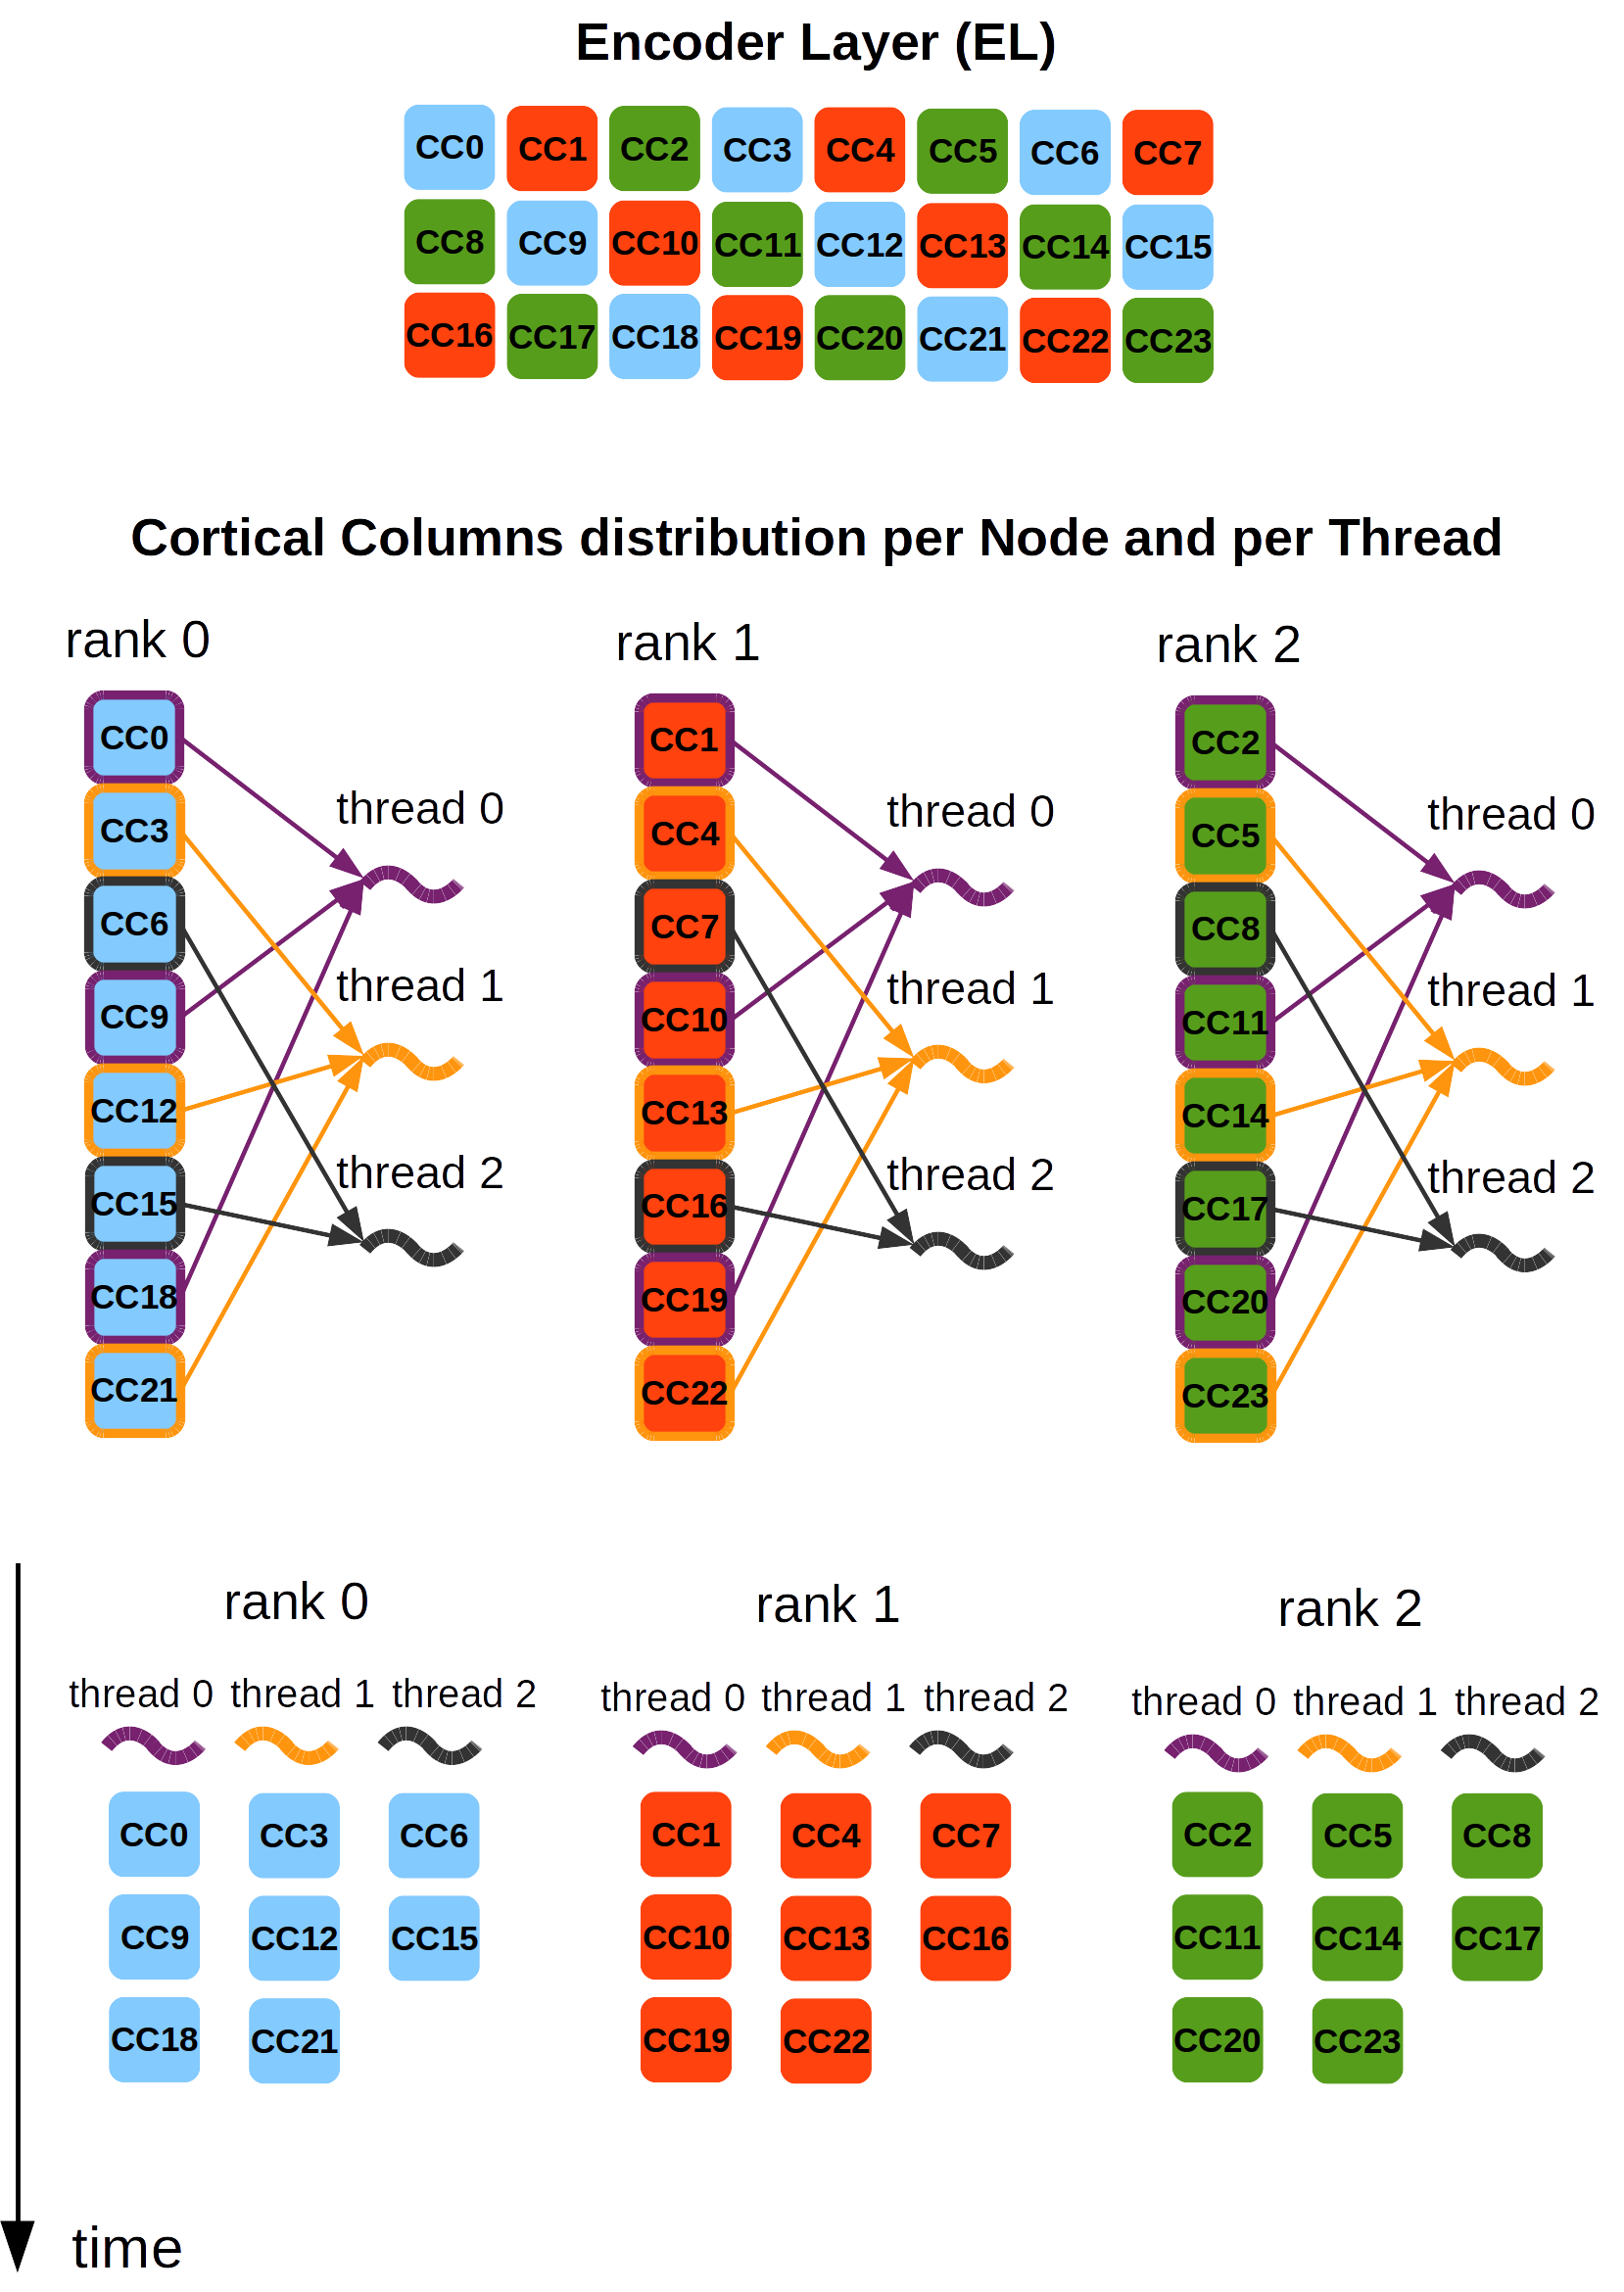 Encoder Layer (EL)
CC0 CC1 CC2 CC3 CC4 CC5 CC6 CC7
CC8 CC9 CC10 CC11 CC12 CC13 CC14 CC15
CC16 CC17 CC18 CC19 CC20 CC21 CC22 CC23
Cortical Columns distribution per Node and per Thread
rank 0
CC0
CC3
CC6
CC9
CC12
CC15
CC18
CC21
thread 0
thread 1
thread 2
rank 1
CC1
CC4
CC7
CC10
CC13
CC16
CC19
CC22
thread 0
thread 1
thread 2
rank 2
CC2
CC5
CC8
CC11
CC14
CC17
CC20
CC23
thread 0
thread 1
thread 2
rank 0
thread 0 thread 1 thread 2
CC0 CC3 CC6
CC9 CC12 CC15
CC18 CC21
rank 1
thread 0 thread 1 thread 2
CC1 CC4 CC7
CC10 CC13 CC16
CC19 CC22
rank 2
thread 0 thread 1 thread 2
CC2 CC5 CC8
CC11 CC14 CC17
CC20 CC23
time